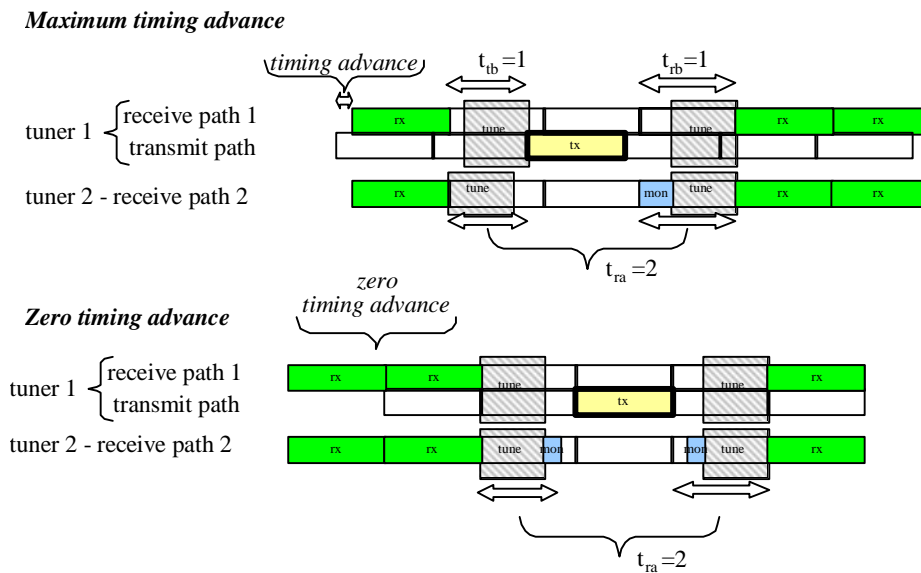 Maximum timing advance
timing advance
t_tb=1
t_rb=1
tuner 1
receive path 1
transmit path
rx
tune
tune
rx
rx
tx
tuner 2 - receive path 2
rx
tune
mon
tune
rx
rx
t_ra=2
zero
timing advance
Zero timing advance
tuner 1
receive path 1
transmit path
rx
rx
tune
tune
rx
tx
tuner 2 - receive path 2
rx
rx
tune
mon
mon
tune
rx
t_ra=2